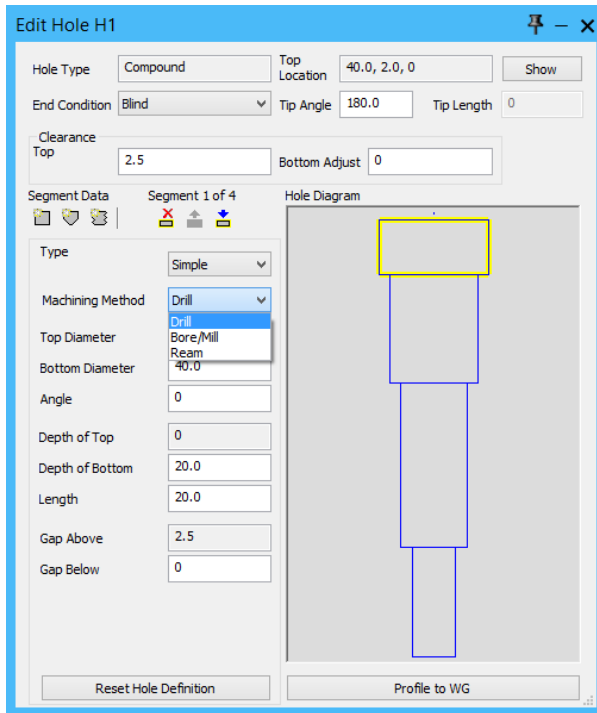 Edit Hole H1
Hole Type Compound Top Location 40.0, 2.0, 0 Show
End Condition Blind Tip Angle 180.0 Tip Length 0
Clearance
Top 2.5 Bottom Adjust 0
Segment Data Segment 1 of 4 Hole Diagram
Type Simple
Machining Method Drill
Drill
Top Diameter Bore/Mill
Ream
Bottom Diameter 40.0
Angle 0
Depth of Top 0
Depth of Bottom 20.0
Length 20.0
Gap Above 2.5
Gap Below 0
Reset Hole Definition Profile to WG